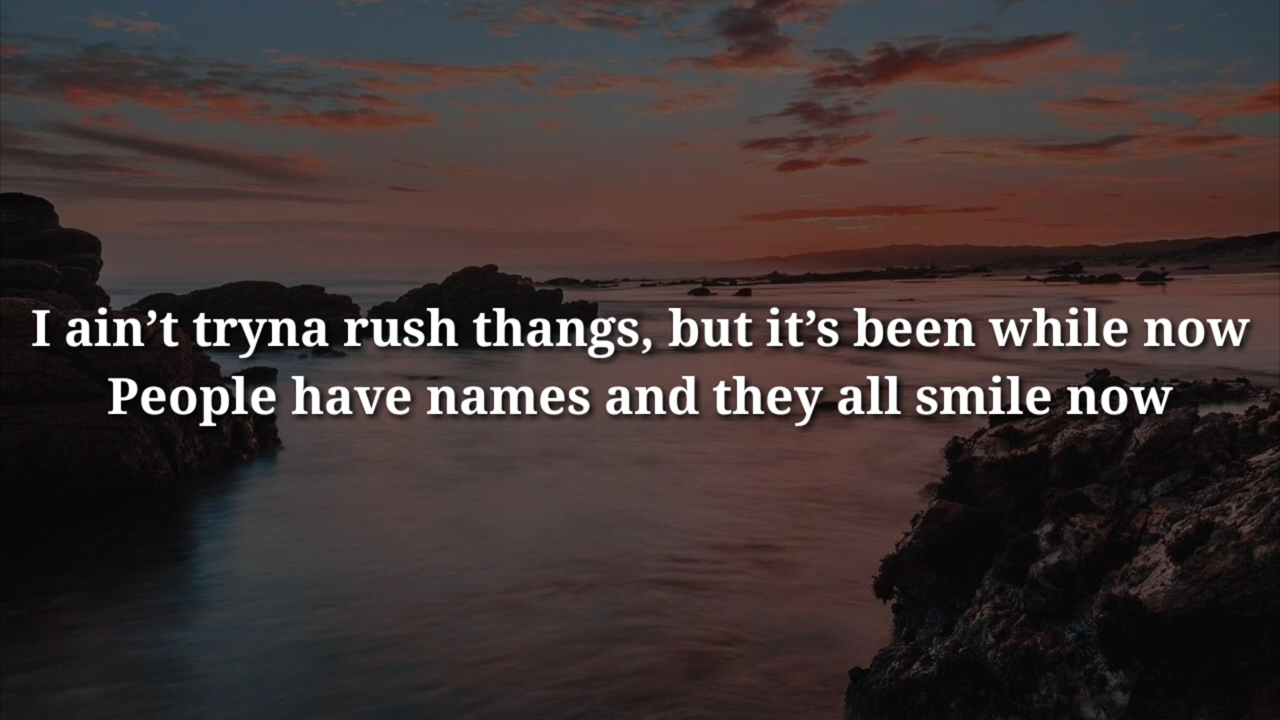 I ain’t tryna rush thangs, but it’s been while now
People have names and they all smile now